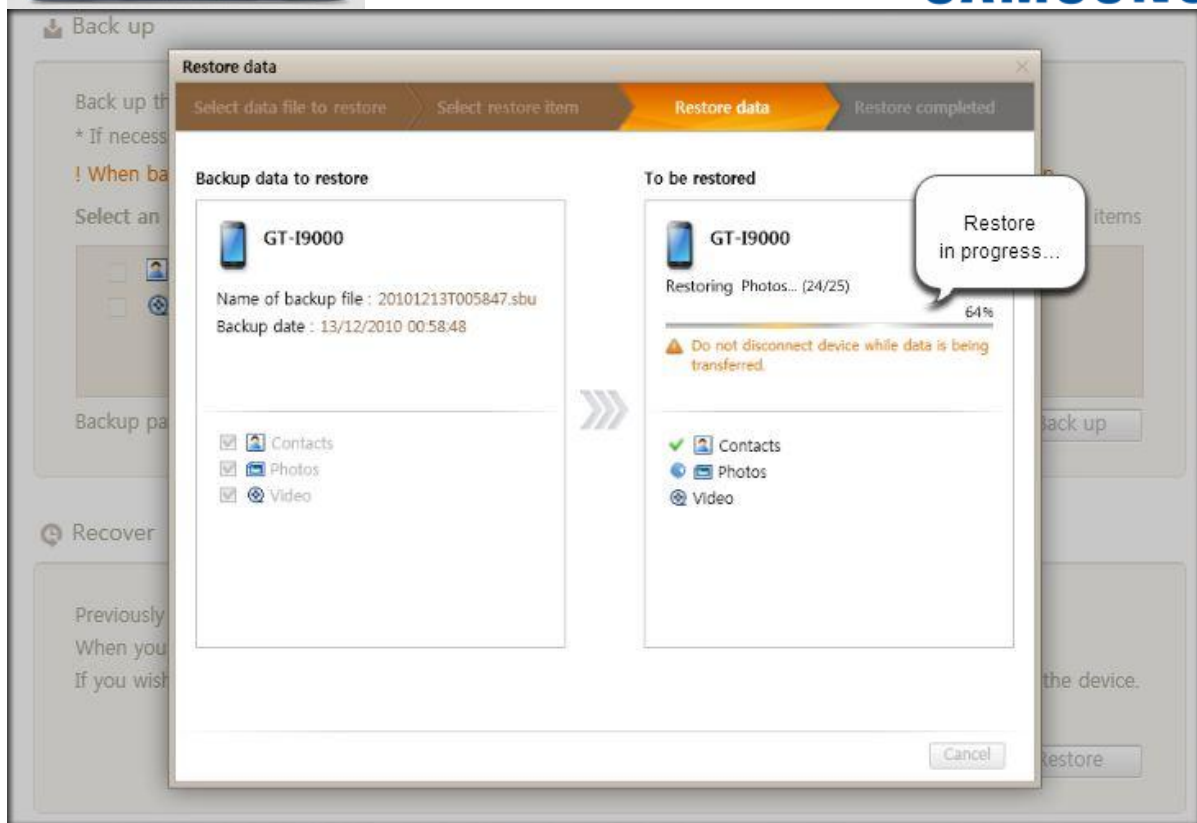 Back up
Restore data
Select data file to restore
Select restore item
Restore data
Restore completed
Back up th
* If necess
! When ba
Select an
items
Backup data to restore
To be restored
GT-I9000
Name of backup file : 20101213T005847.sbu
Backup date : 13/12/2010 00:58:48
GT-I9000
Restoring Photos... (24/25)
64%
Do not disconnect device while data is being
transferred.
Restore
in progress...
Contacts
Photos
Video
Contacts
Photos
Video
Backup pa
Back up
Recover
Previously
When you
If you wish
the device.
Cancel
Restore